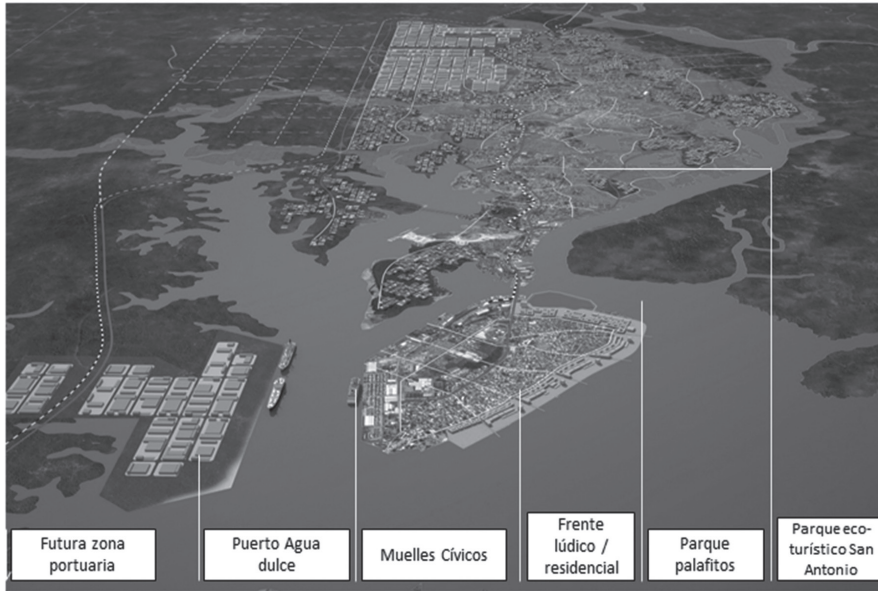 Futura zona
portuaria
Puerto Agua
dulce
Muelles Cívicos
Frente
lúdico /
residencial
Parque
palafitos
Parque eco-
turístico San
Antonio